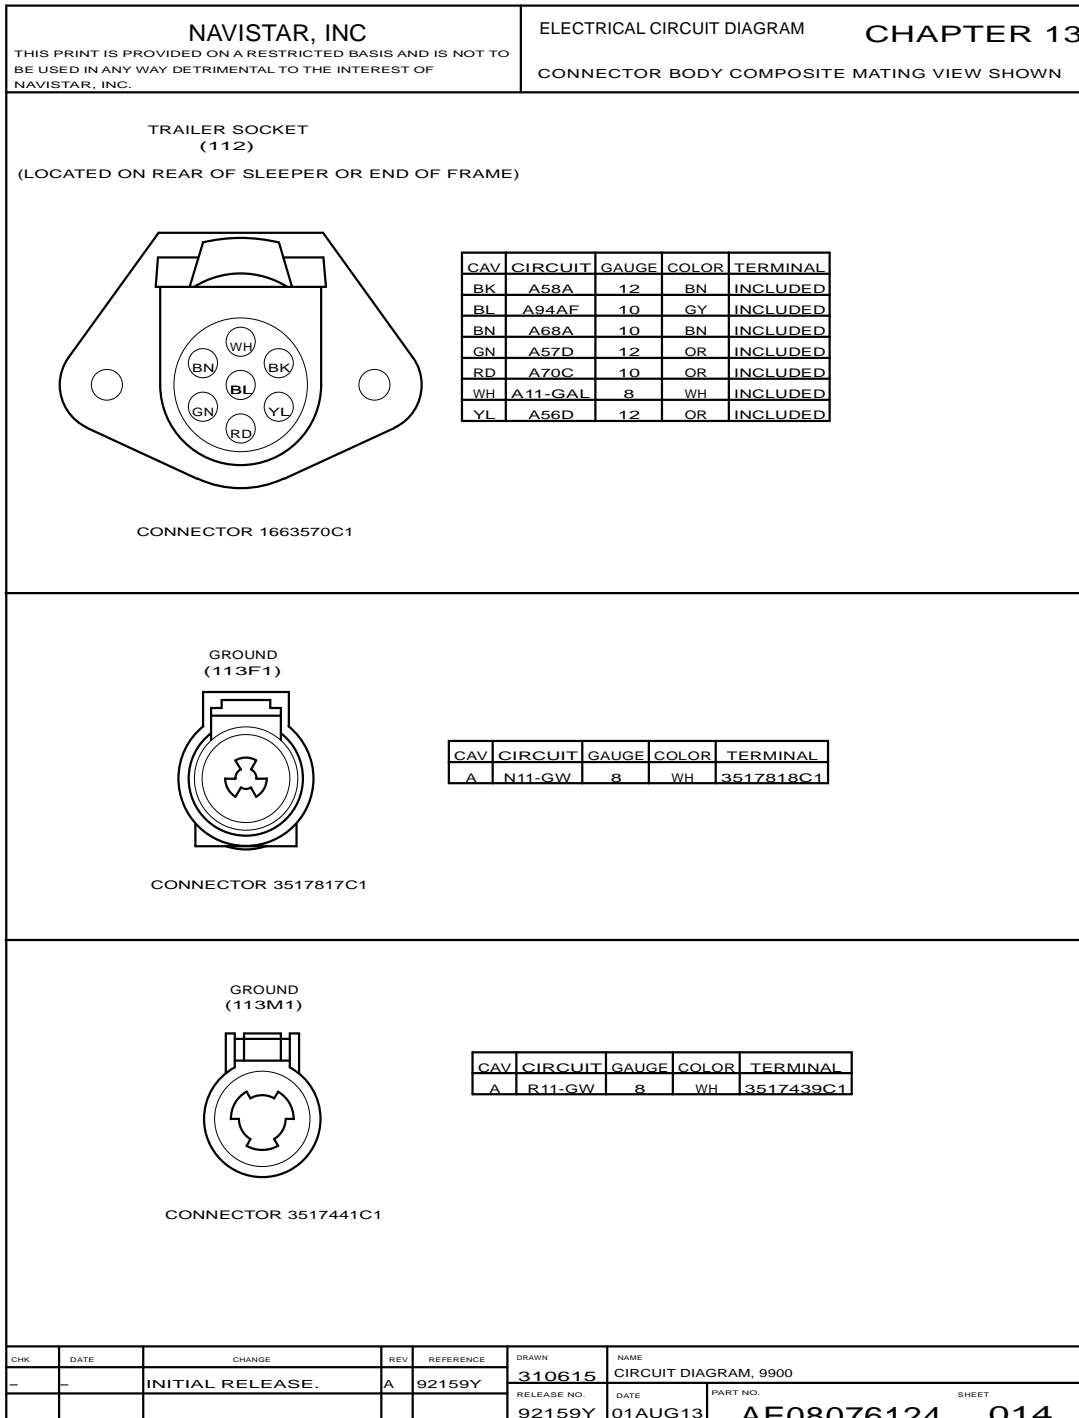 NAVISTAR, INC
THIS PRINT IS PROVIDED ON A RESTRICTED BASIS AND IS NOT TO
BE USED IN ANY WAY DETRIMENTAL TO THE INTEREST OF
NAVISTAR, INC.
ELECTRICAL CIRCUIT DIAGRAM CHAPTER 13
CONNECTOR BODY COMPOSITE MATING VIEW SHOWN
TRAILER SOCKET
(112)
(LOCATED ON REAR OF SLEEPER OR END OF FRAME)
WH
BN BK
BL
GN YL
RD
CONNECTOR 1663570C1
CAV CIRCUIT GAUGE COLOR TERMINAL
BK A58A 12 BN INCLUDED
BL A94AF 10 GY INCLUDED
BN A68A 10 BN INCLUDED
GN A57D 12 OR INCLUDED
RD A70C 10 OR INCLUDED
WH A11-GAL 8 WH INCLUDED
YL A56D 12 OR INCLUDED
GROUND
(113F1)
CONNECTOR 3517817C1
CAV CIRCUIT GAUGE COLOR TERMINAL
A N11-GW 8 WH 3517818C1
GROUND
(113M1)
CONNECTOR 3517441C1
CAV CIRCUIT GAUGE COLOR TERMINAL
A R11-GW 8 WH 3517439C1
CHK DATE CHANGE REV REFERENCE
– – INITIAL RELEASE. A 92159Y
DRAWN
310615
NAME
CIRCUIT DIAGRAM, 9900
RELEASE NO.
92159Y
DATE
01AUG13
PART NO.
AE08076124
SHEET
014